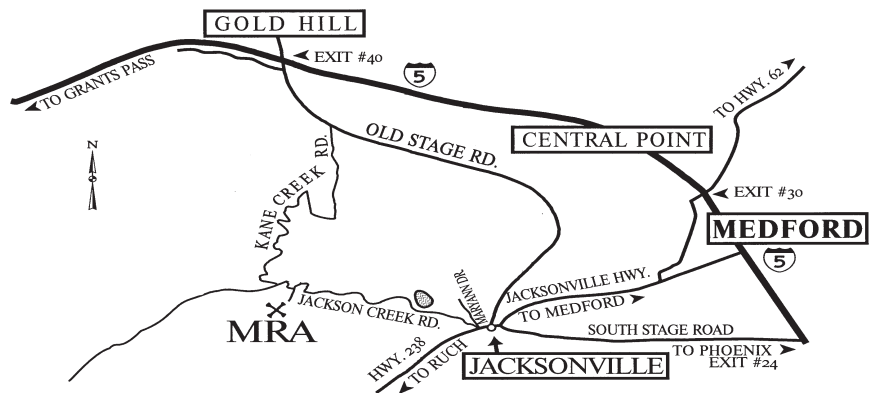 GOLD HILL
EXIT #40
5
TO GRANTS PASS
TO HWY. 62
OLD STAGE RD.
CENTRAL POINT
N
KANE CREEK RD.
EXIT #30
MEDFORD
5
MARYANN DR.
JACKSONVILLE HWY.
TO MEDFORD
JACKSON CREEK RD.
MRA
SOUTH STAGE ROAD
HWY. 238
TO RUCH
TO PHOENIX
EXIT #24
JACKSONVILLE